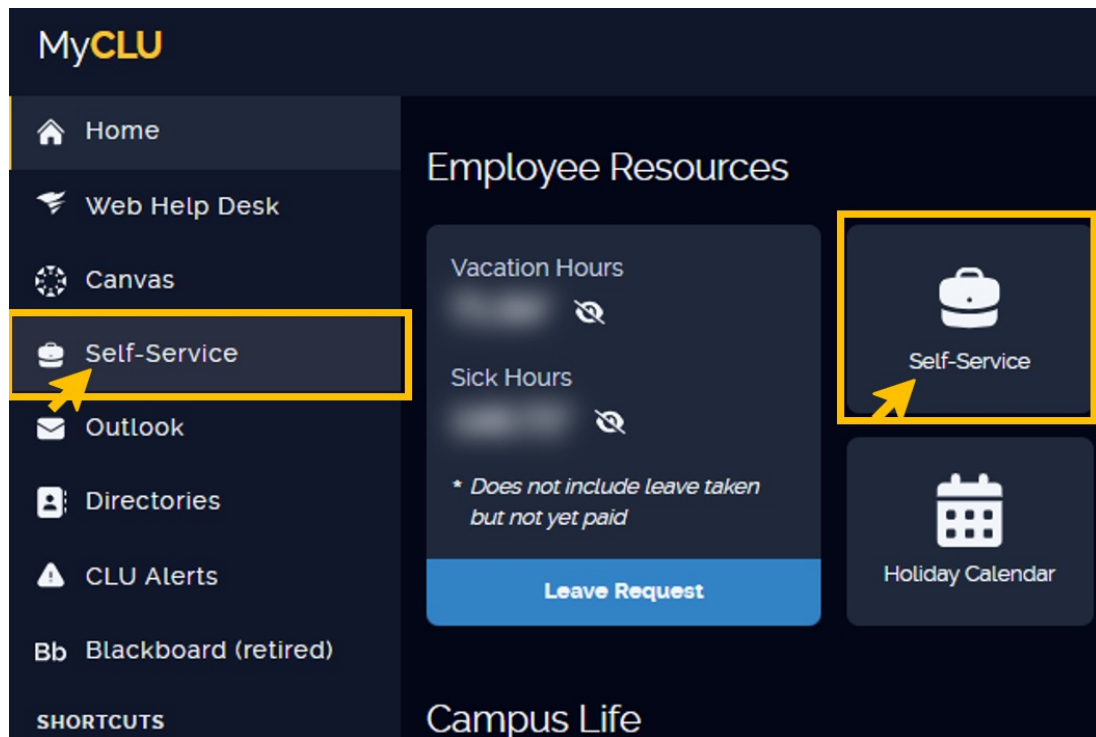 MyCLU
Home
Web Help Desk
Canvas
Self-Service
Outlook
Directories
CLU Alerts
Bb Blackboard (retired)
SHORTCUTS
Employee Resources
Vacation Hours
Sick Hours
* Does not include leave taken
but not yet paid
Leave Request
Self-Service
Holiday Calendar
Campus Life